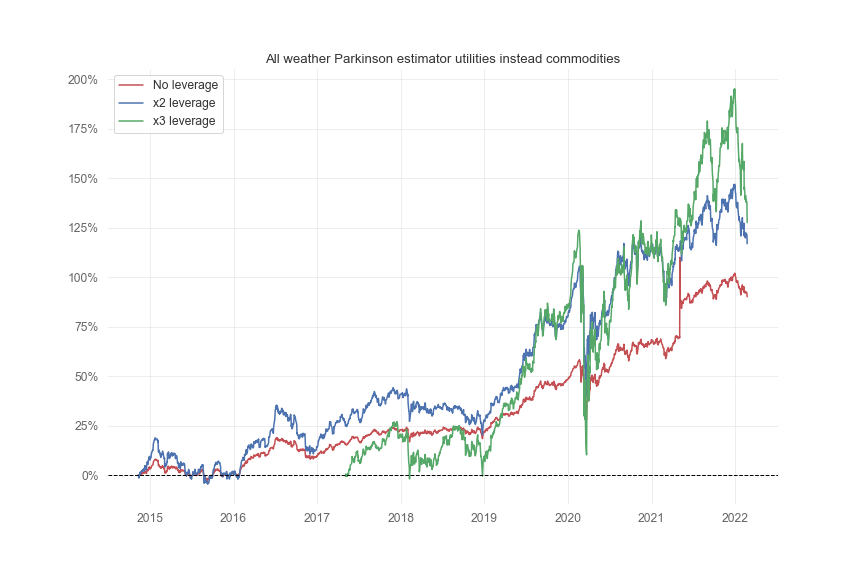 All weather Parkinson estimator utilities instead commodities
No leverage
x2 leverage
x3 leverage
200%
175%
150%
125%
100%
75%
50%
25%
0%
2015 2016 2017 2018 2019 2020 2021 2022